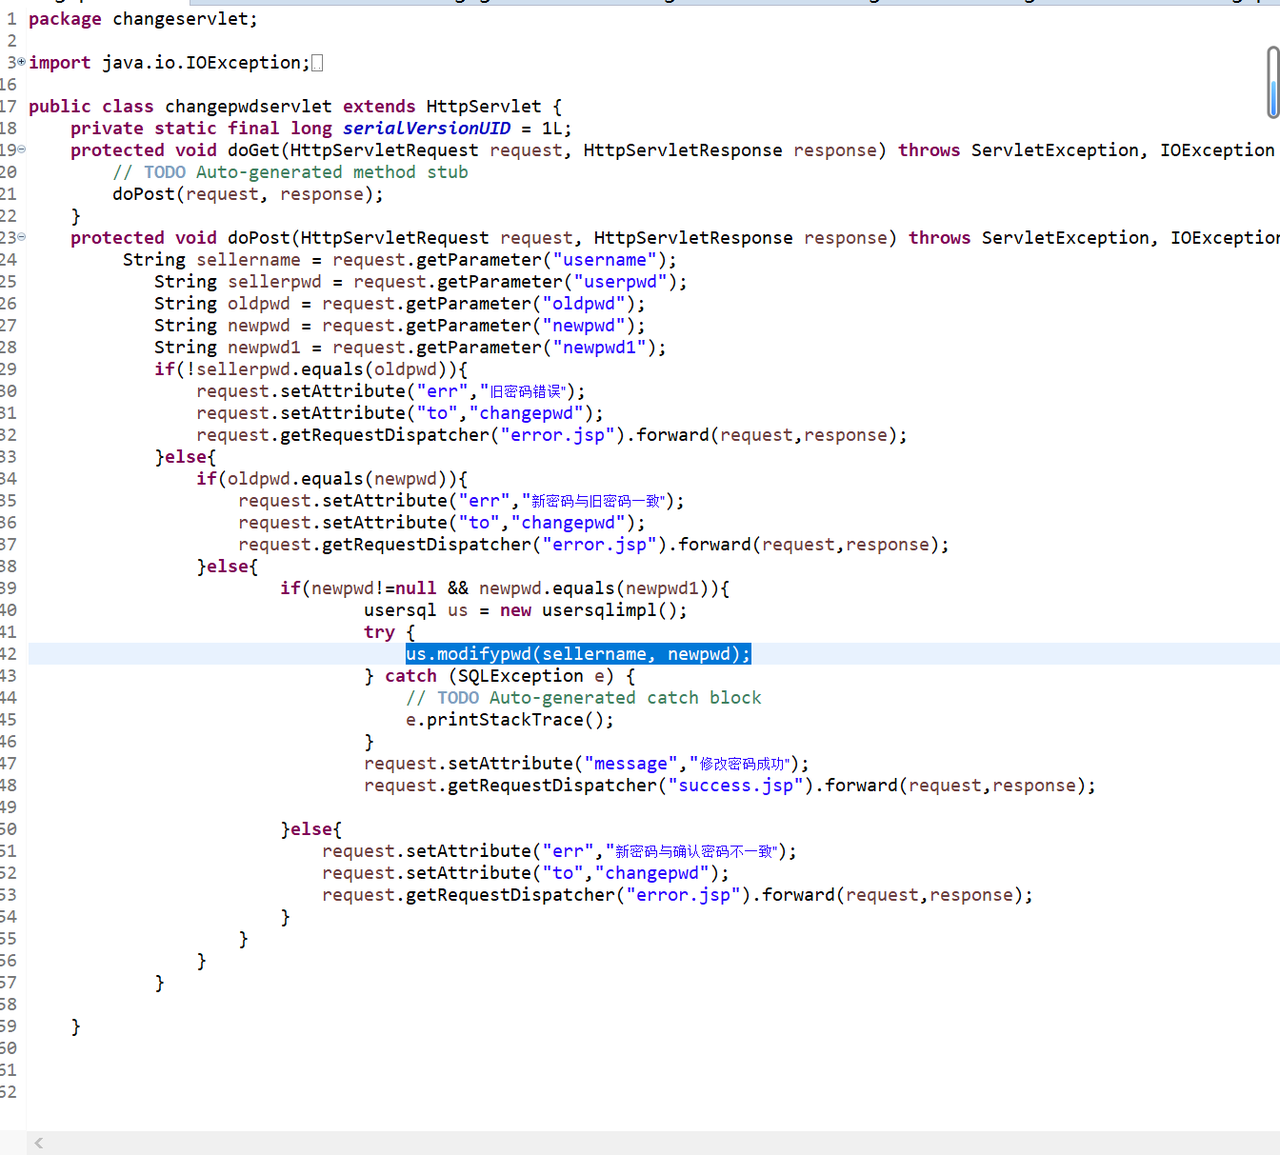 1 package changeservlet;
2
3 import java.io.IOException;
16
17 public class changepwdservlet extends HttpServlet {
18 private static final long serialVersionUID = 1L;
19 protected void doGet(HttpServletRequest request, HttpServletResponse response) throws ServletException, IOException
20 // TODO Auto-generated method stub
21 doPost(request, response);
22 }
23 protected void doPost(HttpServletRequest request, HttpServletResponse response) throws ServletException, IOException
24 String sellername = request.getParameter("username");
25 String sellerpwd = request.getParameter("userpwd");
26 String oldpwd = request.getParameter("oldpwd");
27 String newpwd = request.getParameter("newpwd");
28 String newpwd1 = request.getParameter("newpwd1");
29 if(!sellerpwd.equals(oldpwd)){
30 request.setAttribute("err","旧密码错误");
31 request.setAttribute("to","changepwd");
32 request.getRequestDispatcher("error.jsp").forward(request,response);
33 }else{
34 if(oldpwd.equals(newpwd)){
35 request.setAttribute("err","新密码与旧密码一致");
36 request.setAttribute("to","changepwd");
37 request.getRequestDispatcher("error.jsp").forward(request,response);
38 }else{
39 if(newpwd!=null && newpwd.equals(newpwd1)){
40 usersql us = new usersqlimpl();
41 try {
42 us.modifypwd(sellername, newpwd);
43 } catch (SQLException e) {
44 // TODO Auto-generated catch block
45 e.printStackTrace();
46 }
47 request.setAttribute("message","修改密码成功");
48 request.getRequestDispatcher("success.jsp").forward(request,response);
49
50 }else{
51 request.setAttribute("err","新密码与确认密码不一致");
52 request.setAttribute("to","changepwd");
53 request.getRequestDispatcher("error.jsp").forward(request,response);
54 }
55 }
56 }
57 }
58
59 }
60
61
62